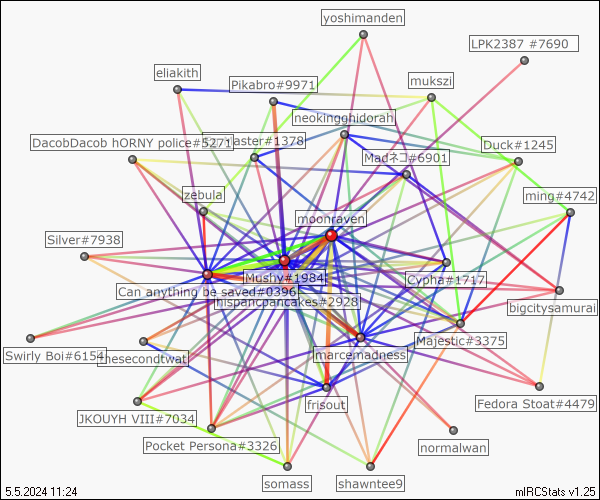 yoshimanden
LPK2387 #7690
eliakith
Pikabro#9971
mukszi
neokingghidorah
DacobDacob hORNY police#5271
aster#1378
Duck#1245
Madネコ#6901
zebula
ming#4742
moonraven
Silver#7938
Mushy#1984
Cypha#1717
Can anything be saved#0396
hispanicpancakes#2928
bigcitysamurai
Majestic#3375
Swirly Boi#6154
thesecondtwat
marcemadness
frisout
Fedora Stoat#4479
JKOUYH VIII#7034
Pocket Persona#3326
normalwan
somass
shawntee9
5.5.2024 11:24
mIRCStats v1.25